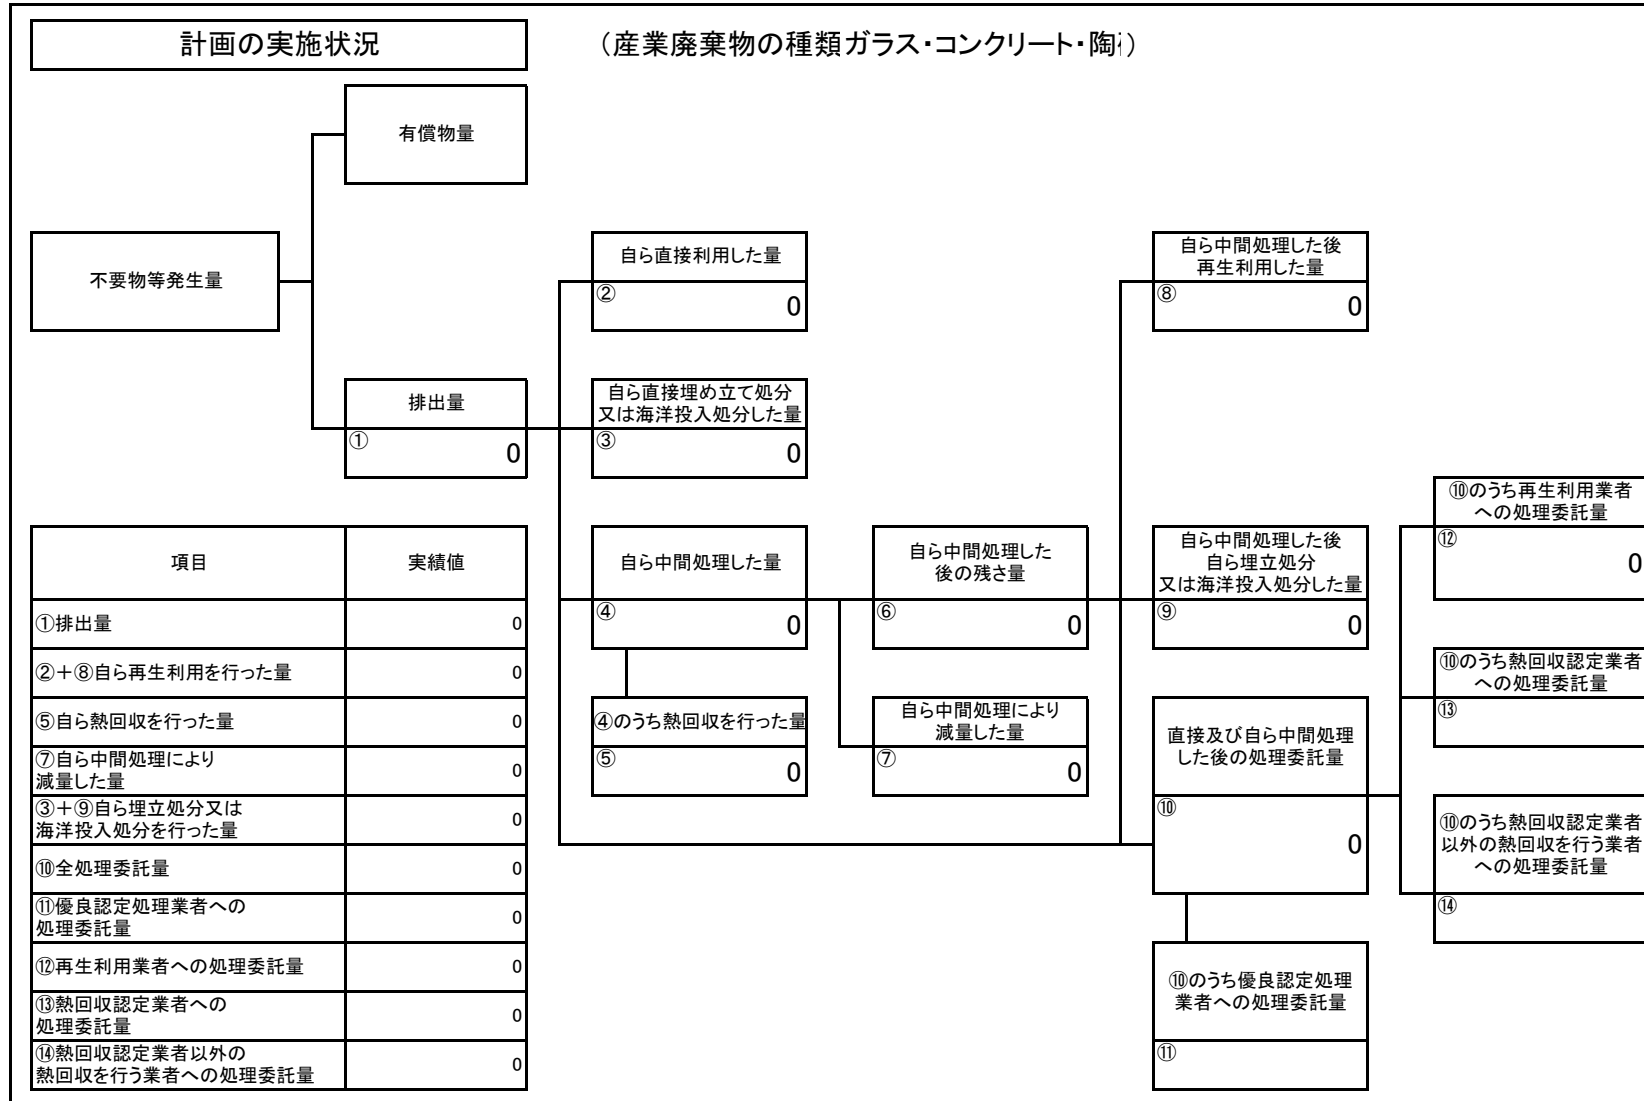 計画の実施状況
（産業廃棄物の種類ガラス・コンクリート・陶）
有償物量
不要物等発生量
自ら直接利用した量
②
0
自ら中間処理した後
再生利用した量
⑧
0
排出量
①
0
自ら直接埋め立て処分
又は海洋投入処分した量
③
0
⑩のうち再生利用業者
への処理委託量
⑫
0
自ら中間処理した量
④
0
自ら中間処理した
後の残さ量
⑥
0
自ら中間処理した後
自ら埋立処分
又は海洋投入処分した量
⑨
0
⑩のうち熱回収認定業者
への処理委託量
⑬
④のうち熱回収を行った量
⑤
0
自ら中間処理により
減量した量
⑦
0
直接及び自ら中間処理
した後の処理委託量
⑩
0
⑩のうち熱回収認定業者
以外の熱回収を行う業者
への処理委託量
⑭
⑩のうち優良認定処理
業者への処理委託量
⑪
項目 実績値
①排出量 0
②＋⑧自ら再生利用を行った量 0
⑤自ら熱回収を行った量 0
⑦自ら中間処理により
減量した量 0
③＋⑨自ら埋立処分又は
海洋投入処分を行った量 0
⑩全処理委託量 0
⑪優良認定処理業者への
処理委託量 0
⑫再生利用業者への処理委託量 0
⑬熱回収認定業者への
処理委託量 0
⑭熱回収認定業者以外の
熱回収を行う業者への処理委託量 0